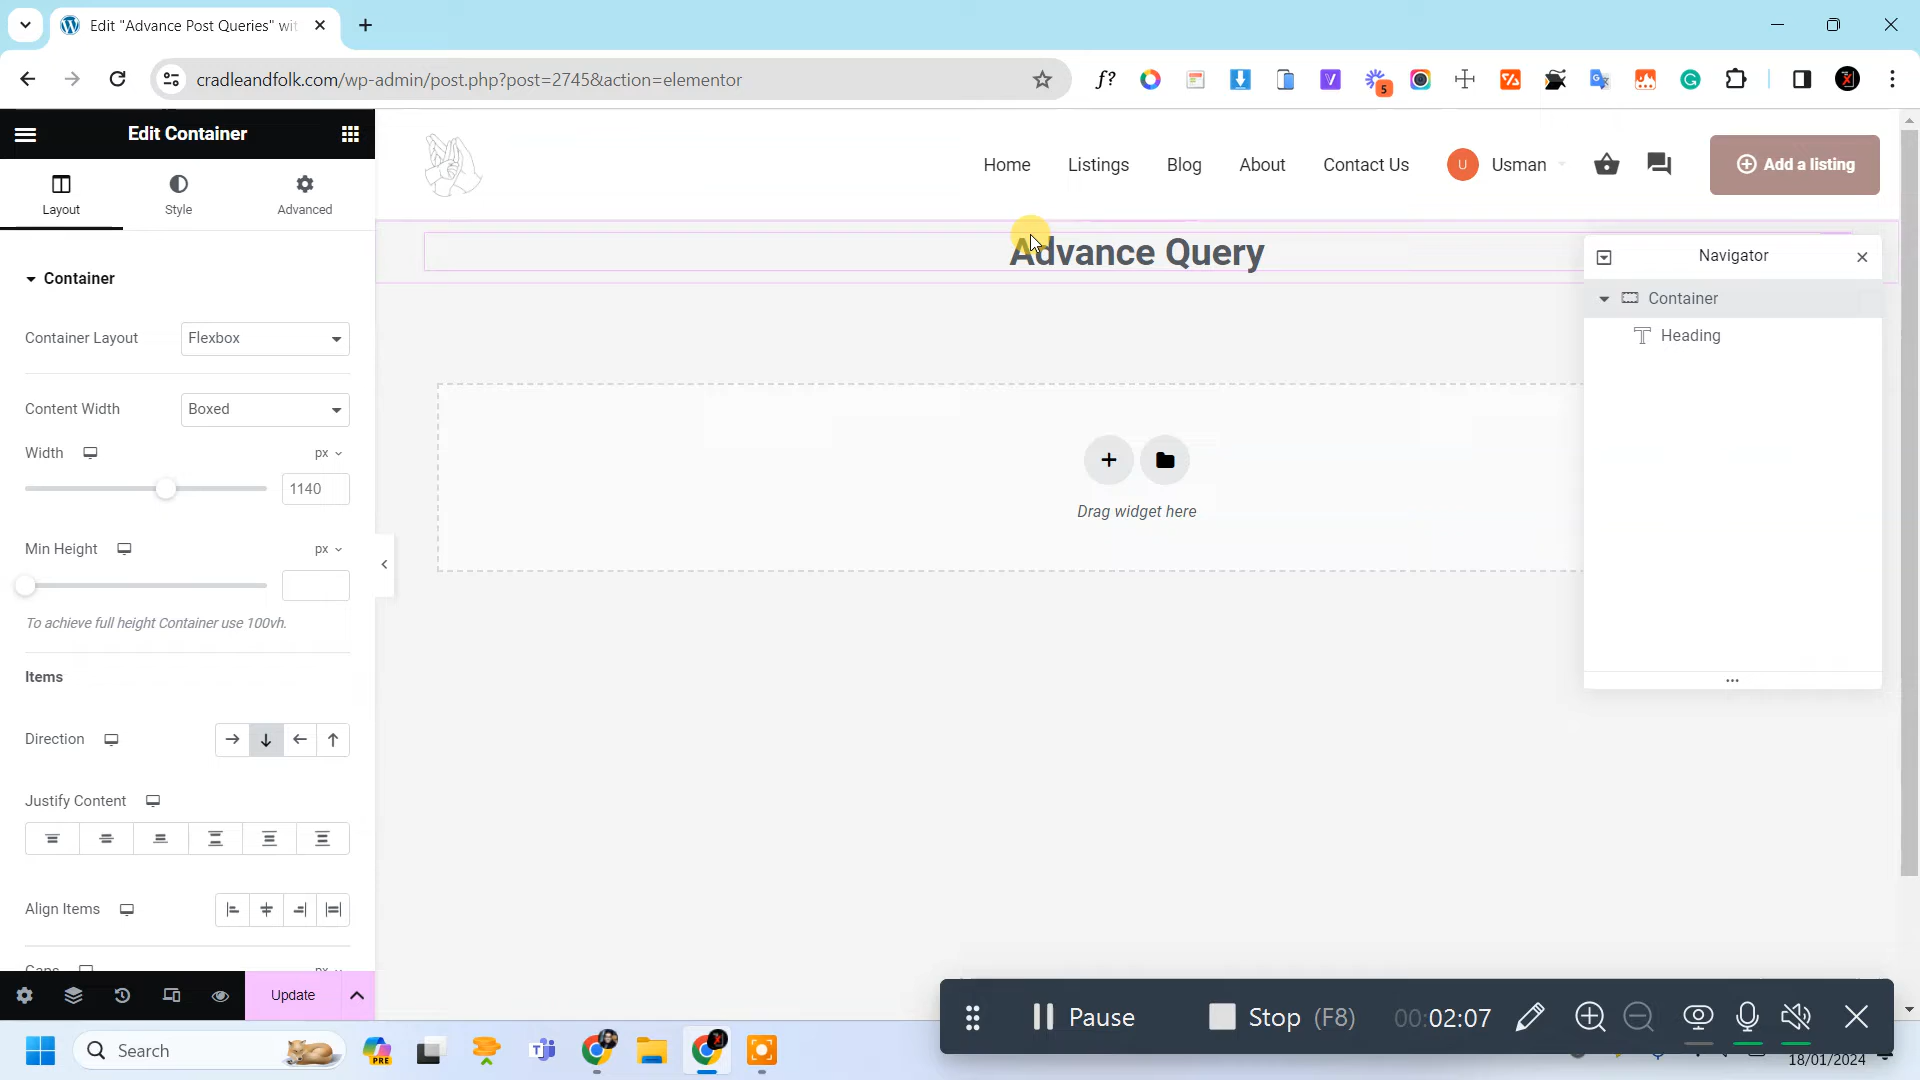 Edit "Advance Post Queries" wit
cradleandfolk.com/wp-admin/post.php?post=2745&action=elementor
f?
5
Edit Container
Layout
Style
Advanced
Container
Container Layout
Flexbox
Content Width
Boxed
Width
px
1140
Min Height
px
To achieve full height Container use 100vh.
Items
Direction
Justify Content
Align Items
Update
Home
Listings
Blog
About
Contact Us
U
Usman
Add a listing
Advance Query
Drag widget here
Navigator
Container
Heading
Pause
Stop (F8)
00:02:07
Search
PRE
18/01/2024